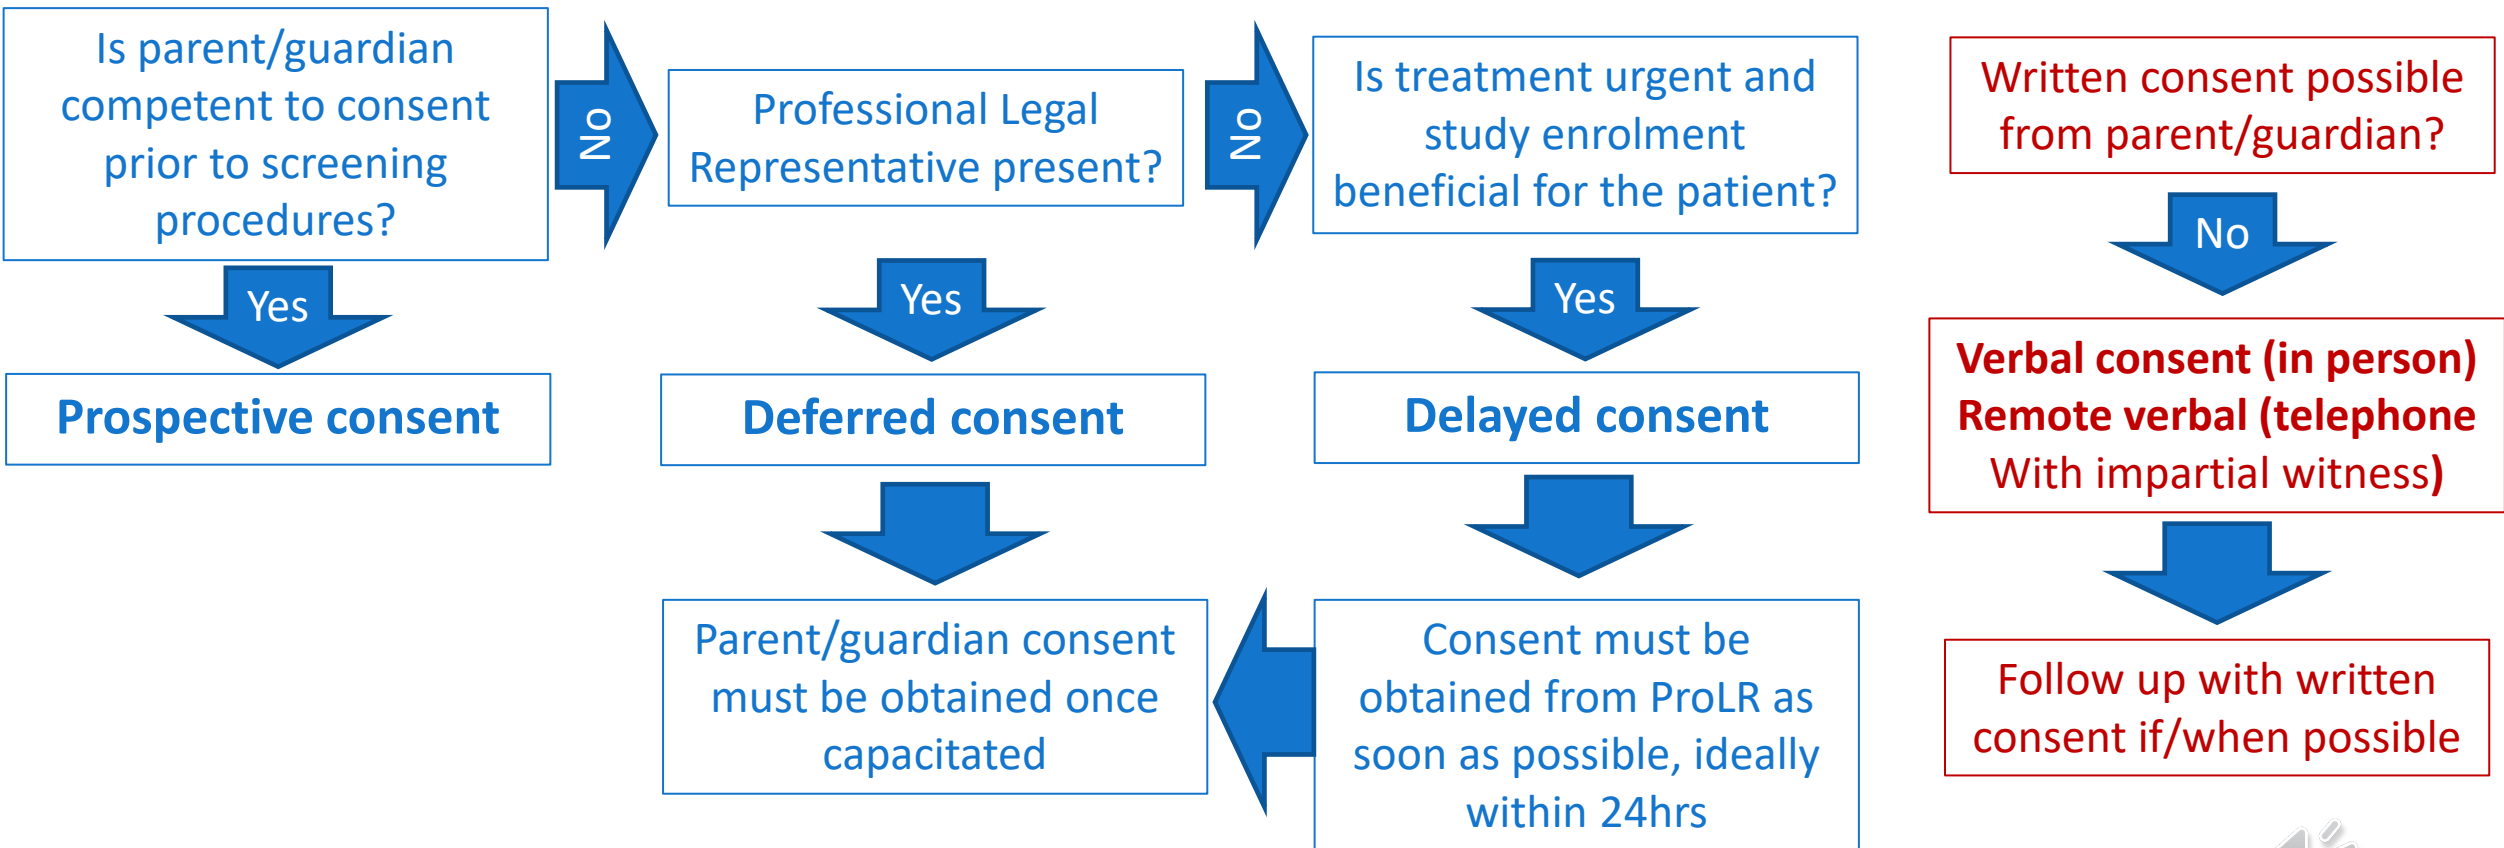 Is parent/guardian
competent to consent
prior to screening
procedures?
No
Professional Legal
Representative present?
No
Is treatment urgent and
study enrolment
beneficial for the patient?
Written consent possible
from parent/guardian?
Yes
Yes
Yes
No
Prospective consent
Deferred consent
Delayed consent
Verbal consent (in person)
Remote verbal (telephone
With impartial witness)
Parent/guardian consent
must be obtained once
capacitated
Consent must be
obtained from ProLR as
soon as possible, ideally
within 24hrs
Follow up with written
consent if/when possible